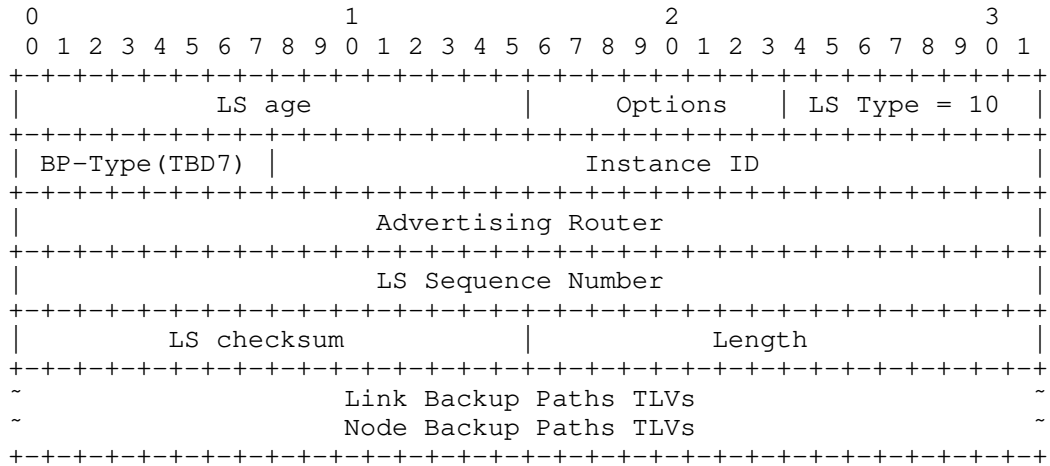 0                   1                   2                   3
 0 1 2 3 4 5 6 7 8 9 0 1 2 3 4 5 6 7 8 9 0 1 2 3 4 5 6 7 8 9 0 1
+-+-+-+-+-+-+-+-+-+-+-+-+-+-+-+-+-+-+-+-+-+-+-+-+-+-+-+-+-+-+-+-+
|            LS age             |     Options   | LS Type = 10  |
+-+-+-+-+-+-+-+-+-+-+-+-+-+-+-+-+-+-+-+-+-+-+-+-+-+-+-+-+-+-+-+-+
| BP-Type(TBD7) |                   Instance ID                 |
+-+-+-+-+-+-+-+-+-+-+-+-+-+-+-+-+-+-+-+-+-+-+-+-+-+-+-+-+-+-+-+-+
|                      Advertising Router                       |
+-+-+-+-+-+-+-+-+-+-+-+-+-+-+-+-+-+-+-+-+-+-+-+-+-+-+-+-+-+-+-+-+
|                      LS Sequence Number                       |
+-+-+-+-+-+-+-+-+-+-+-+-+-+-+-+-+-+-+-+-+-+-+-+-+-+-+-+-+-+-+-+-+
|         LS checksum           |           Length              |
+-+-+-+-+-+-+-+-+-+-+-+-+-+-+-+-+-+-+-+-+-+-+-+-+-+-+-+-+-+-+-+-+
~                    Link Backup Paths TLVs                     ~
~                    Node Backup Paths TLVs                     ~
+-+-+-+-+-+-+-+-+-+-+-+-+-+-+-+-+-+-+-+-+-+-+-+-+-+-+-+-+-+-+-+-+